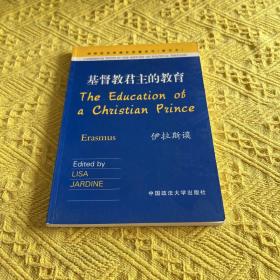 基督教君主的教育
The Education of
a Christian Prince
Erasmus 伊拉斯谟
Edited by
LISA
JARDINE
中国政法大学出版社